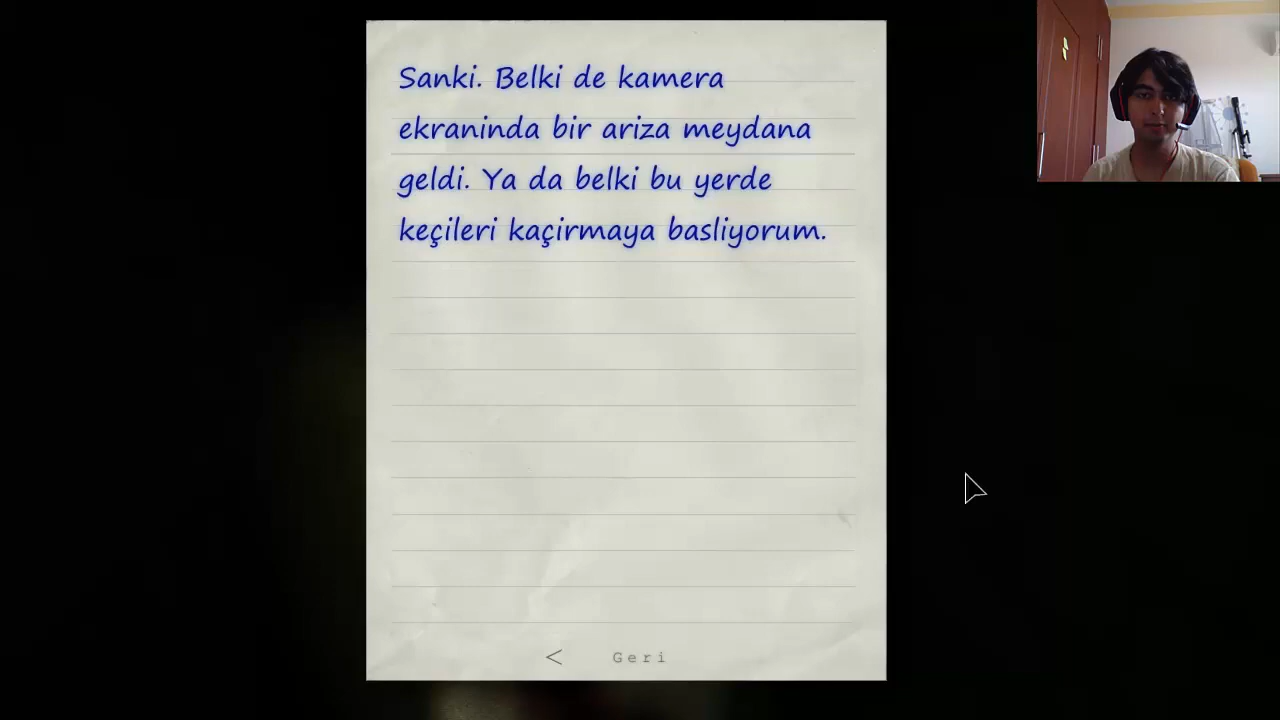 Sanki. Belki de kamera
ekraninda bir ariza meydana
geldi. Ya da belki bu yerde
keçileri kaçirmaya basliyorum.
< Geri